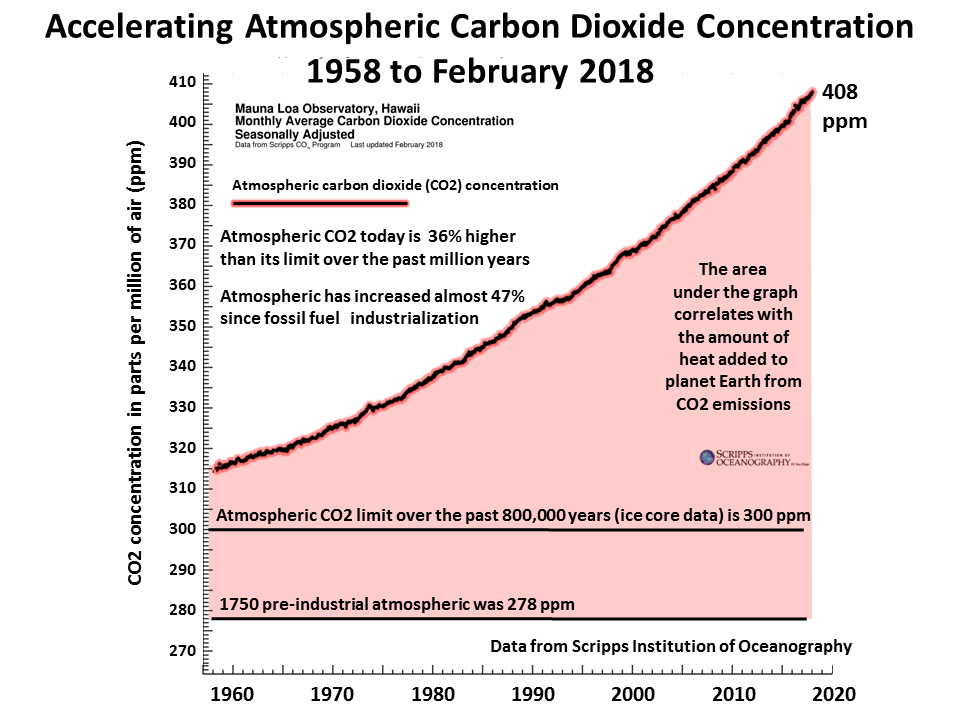 Accelerating Atmospheric Carbon Dioxide Concentration
1958 to February 2018
408
ppm
Mauna Loa Observatory, Hawaii
Monthly Average Carbon Dioxide Concentration
Seasonally Adjusted
Data from Scripps CO₂ Program Last updated February 2018
Atmospheric carbon dioxide (CO2) concentration
Atmospheric CO2 today is 36% higher
than its limit over the past million years
Atmospheric has increased almost 47%
since fossil fuel industrialization
The area
under the graph
correlates with
the amount of
heat added to
planet Earth from
CO2 emissions
SCRIPPS INSTITUTION OF
OCEANOGRAPHY
Atmospheric CO2 limit over the past 800,000 years (ice core data) is 300 ppm
1750 pre-industrial atmospheric was 278 ppm
Data from Scripps Institution of Oceanography
CO2 concentration in parts per million of air (ppm)
410
400
390
380
370
360
350
340
330
320
310
300
290
280
270
1960 1970 1980 1990 2000 2010 2020